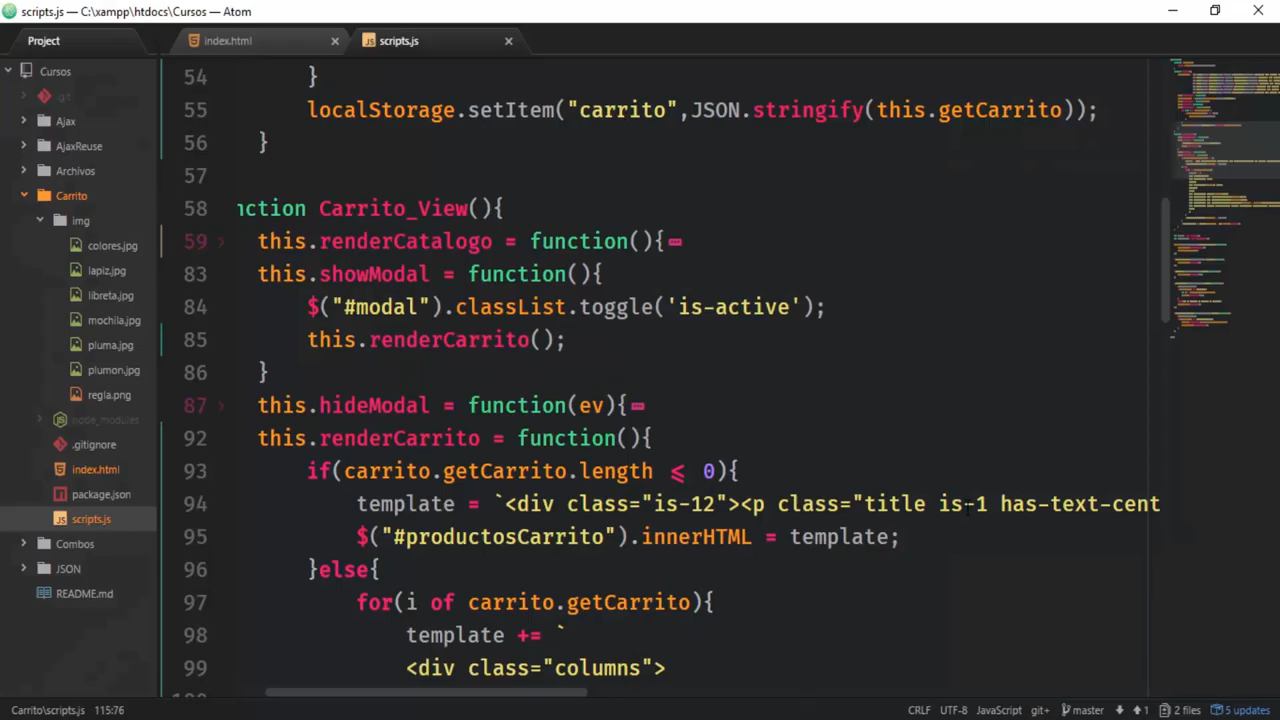 scripts.js — C:\xampp\htdocs\Cursos — Atom
Project
index.html
scripts.js
Cursos
.git
Ajax
AjaxReuse
Archivos
Carrito
img
colores.jpg
lapiz.jpg
libreta.jpg
mochila.jpg
pluma.jpg
plumon.jpg
regla.png
node_modules
.gitignore
index.html
package.json
scripts.js
Combos
JSON
README.md
54 }
55 localStorage.setItem("carrito",JSON.stringify(this.getCarrito));
56 }
57
58 nction Carrito_View(){
59 this.renderCatalogo = function(){
83 this.showModal = function(){
84 $("#modal").classList.toggle('is-active');
85 this.renderCarrito();
86 }
87 this.hideModal = function(ev){
92 this.renderCarrito = function(){
93 if(carrito.getCarrito.length ≤ 0){
94 template = `<div class="is-12"><p class="title is-1 has-text-cent
95 $("#productosCarrito").innerHTML = template;
96 }else{
97 for(i of carrito.getCarrito){
98 template += `
99 <div class="columns">
Carrito\scripts.js 115:76
CRLF UTF-8 JavaScript git+ master 1 2 files 5 updates